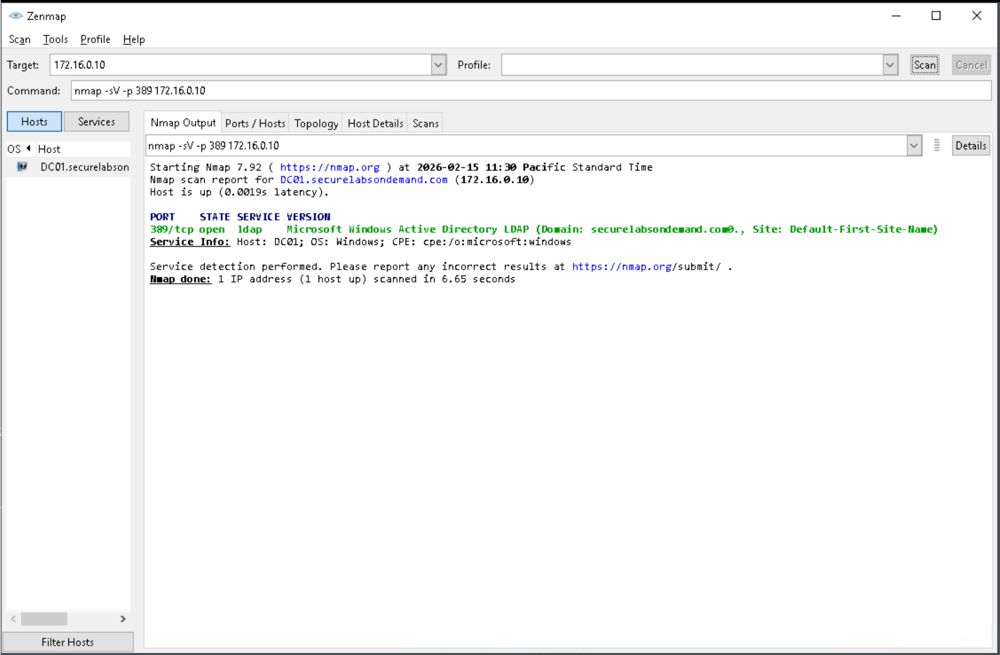 Zenmap
Scan Tools Profile Help
Target: 172.16.0.10 Profile: Scan Cancel
Command: nmap -sV -p 389 172.16.0.10
Hosts Services
Nmap Output Ports / Hosts Topology Host Details Scans
OS Host
nmap -sV -p 389 172.16.0.10 Details
DC01.securelabson
Starting Nmap 7.92 ( https://nmap.org ) at 2026-02-15 11:30 Pacific Standard Time
Nmap scan report for DC01.securelabsondemand.com (172.16.0.10)
Host is up (0.0019s latency).
PORT STATE SERVICE VERSION
389/tcp open ldap Microsoft Windows Active Directory LDAP (Domain: securelabsondemand.com0., Site: Default-First-Site-Name)
Service Info: Host: DC01; OS: Windows; CPE: cpe:/o:microsoft:windows
Service detection performed. Please report any incorrect results at https://nmap.org/submit/ .
Nmap done: 1 IP address (1 host up) scanned in 6.65 seconds
Filter Hosts